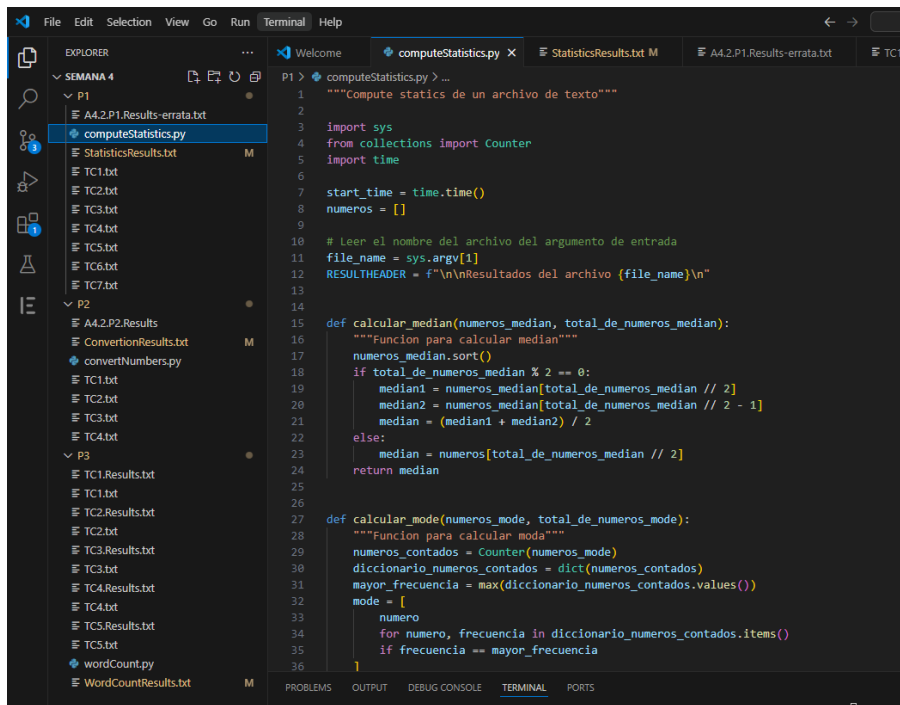 File Edit Selection View Go Run Terminal Help
EXPLORER
SEMANA 4
P1
A4.2.P1.Results-errata.txt
computeStatistics.py
StatisticsResults.txt M
TC1.txt
TC2.txt
TC3.txt
TC4.txt
TC5.txt
TC6.txt
TC7.txt
P2
A4.2.P2.Results
ConvertionResults.txt M
convertNumbers.py
TC1.txt
TC2.txt
TC3.txt
TC4.txt
P3
TC1.Results.txt
TC1.txt
TC2.Results.txt
TC2.txt
TC3.Results.txt
TC3.txt
TC4.Results.txt
TC4.txt
TC5.Results.txt
TC5.txt
wordCount.py
WordCountResults.txt M
3
1
Welcome computeStatistics.py StatisticsResults.txt M A4.2.P1.Results-errata.txt TC1
P1 > computeStatistics.py > ...
1 """Compute statics de un archivo de texto"""
2
3 import sys
4 from collections import Counter
5 import time
6
7 start_time = time.time()
8 numeros = []
9
10 # Leer el nombre del archivo del argumento de entrada
11 file_name = sys.argv[1]
12 RESULTHEADER = f"\n\nResultados del archivo {file_name}\n"
13
14
15 def calcular_median(numeros_median, total_de_numeros_median):
16 """Funcion para calcular median"""
17 numeros_median.sort()
18 if total_de_numeros_median % 2 == 0:
19 median1 = numeros_median[total_de_numeros_median // 2]
20 median2 = numeros_median[total_de_numeros_median // 2 - 1]
21 median = (median1 + median2) / 2
22 else:
23 median = numeros[total_de_numeros_median // 2]
24 return median
25
26
27 def calcular_mode(numeros_mode, total_de_numeros_mode):
28 """Funcion para calcular moda"""
29 numeros_contados = Counter(numeros_mode)
30 diccionario_numeros_contados = dict(numeros_contados)
31 mayor_frecuencia = max(diccionario_numeros_contados.values())
32 mode = [
33 numero
34 for numero, frecuencia in diccionario_numeros_contados.items()
35 if frecuencia == mayor_frecuencia
36 ]
PROBLEMS OUTPUT DEBUG CONSOLE TERMINAL PORTS